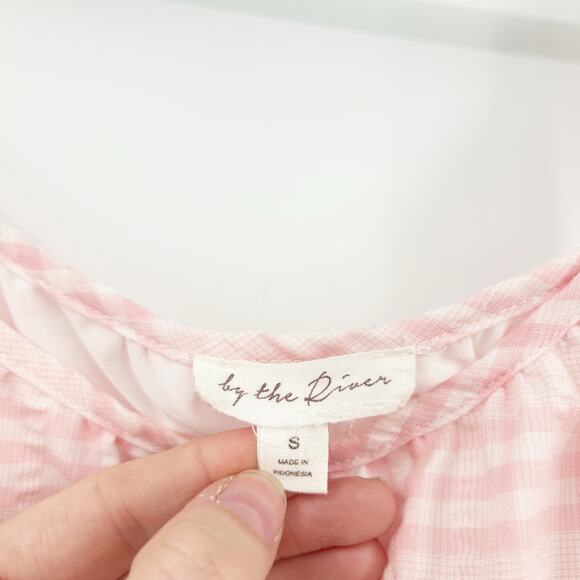 by the River
S
MADE IN
INDONESIA